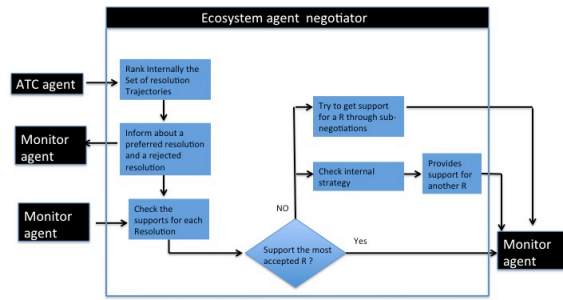 Ecosystem agent negotiator
ATC agent
Rank Internally the
Set of resolution
Trajectories
Monitor
agent
Inform about a
preferred resolution
and a rejected
resolution
Monitor
agent
Check the
supports for each
Resolution
Support the most
accepted R ?
NO
Yes
Try to get support
for a R through sub-
negotiations
Check internal
strategy
Provides
support for
another R
Monitor
agent